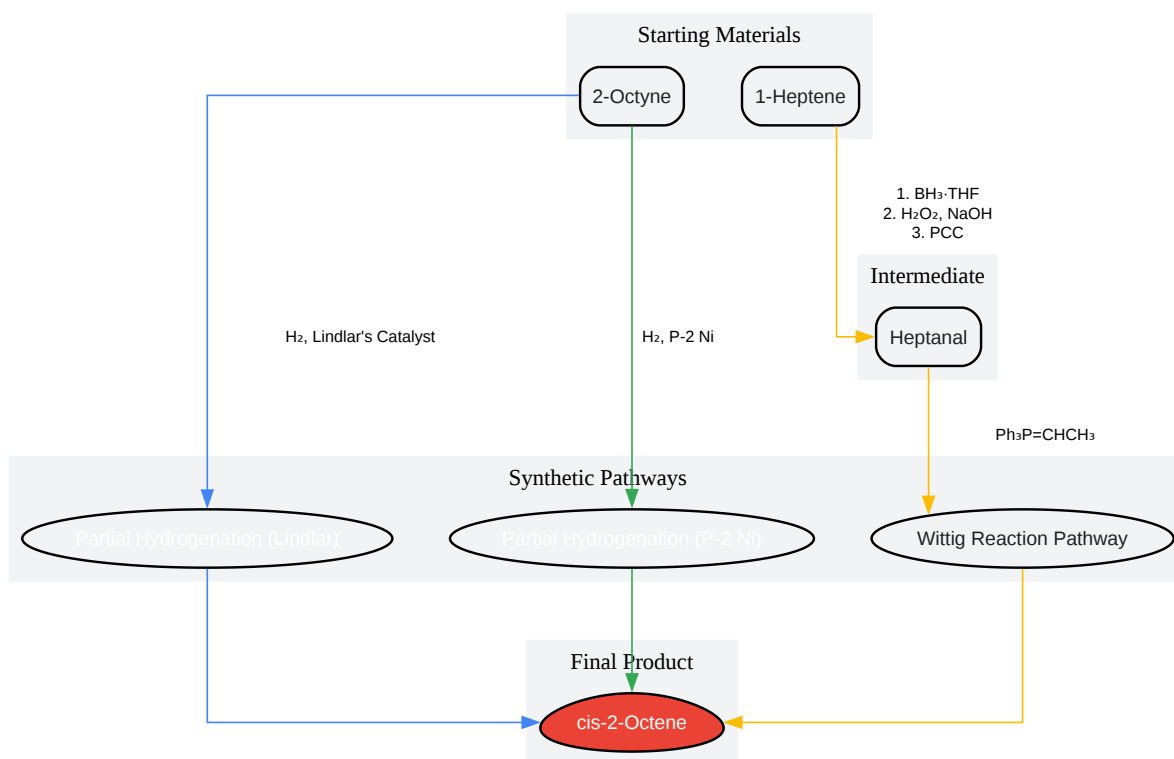 Starting Materials
2-Octyne
1-Heptene
1. BH₃·THF
2. H₂O₂, NaOH
3. PCC
Intermediate
H₂, Lindlar's Catalyst
H₂, P-2 Ni
Heptanal
Ph₃P=CHCH₃
Synthetic Pathways
Partial Hydrogenation (Lindlar)
Partial Hydrogenation (P-2 Ni)
Wittig Reaction Pathway
Final Product
cis-2-Octene